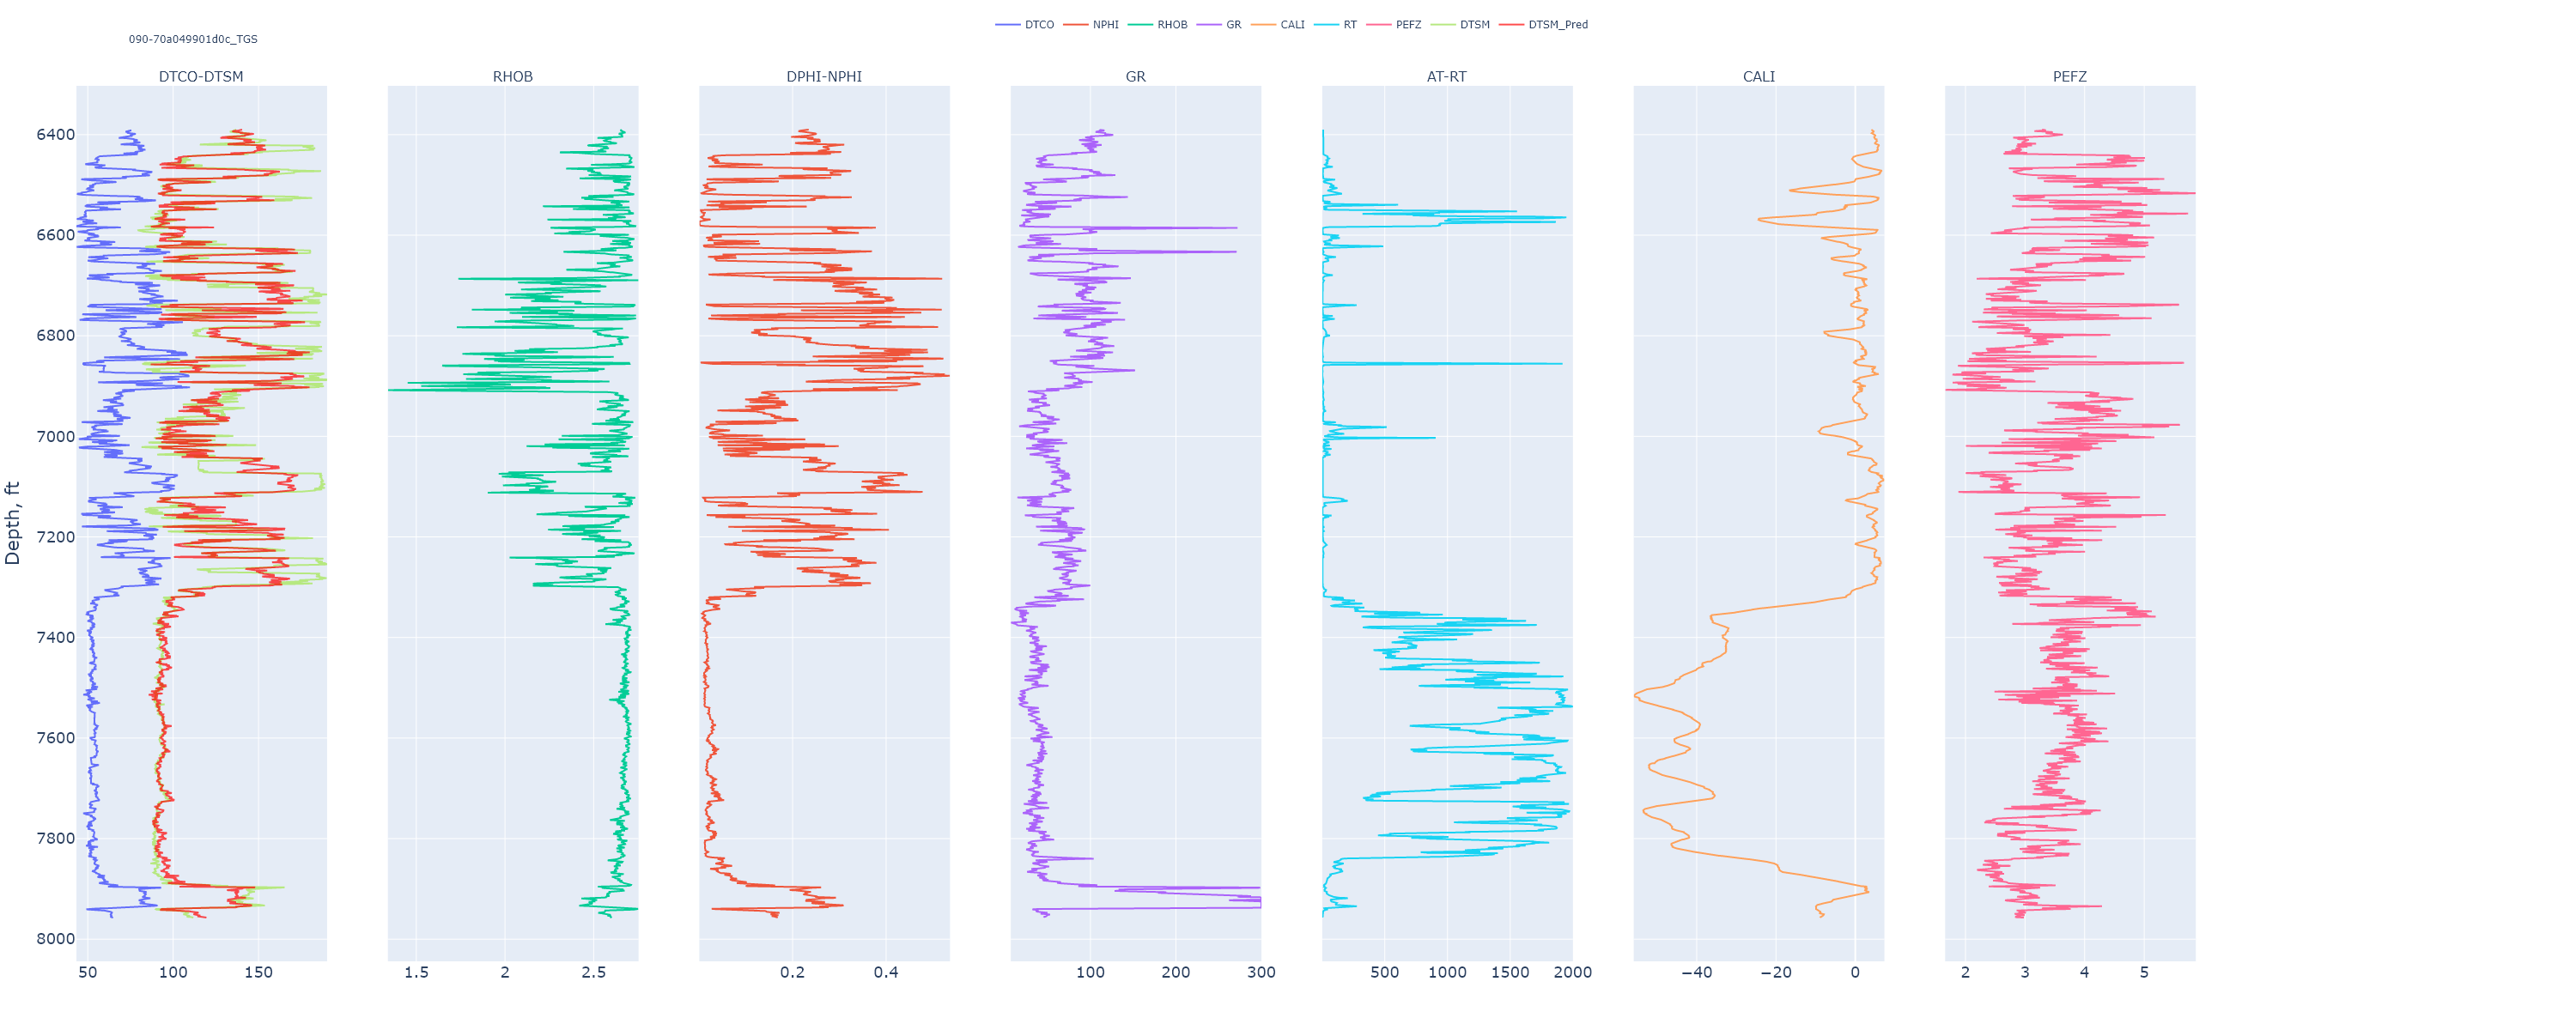 DTCO NPHI RHOB GR CALI RT PEFZ DTSM DTSM_Pred
090-70a049901d0c_TGS
DTCO-DTSM RHOB DPHI-NPHI GR AT-RT CALI PEFZ
Depth, ft
6400
6600
6800
7000
7200
7400
7600
7800
8000
50 100 150 1.5 2 2.5 0.2 0.4 100 200 300 500 1000 1500 2000 −40 −20 0 2 3 4 5